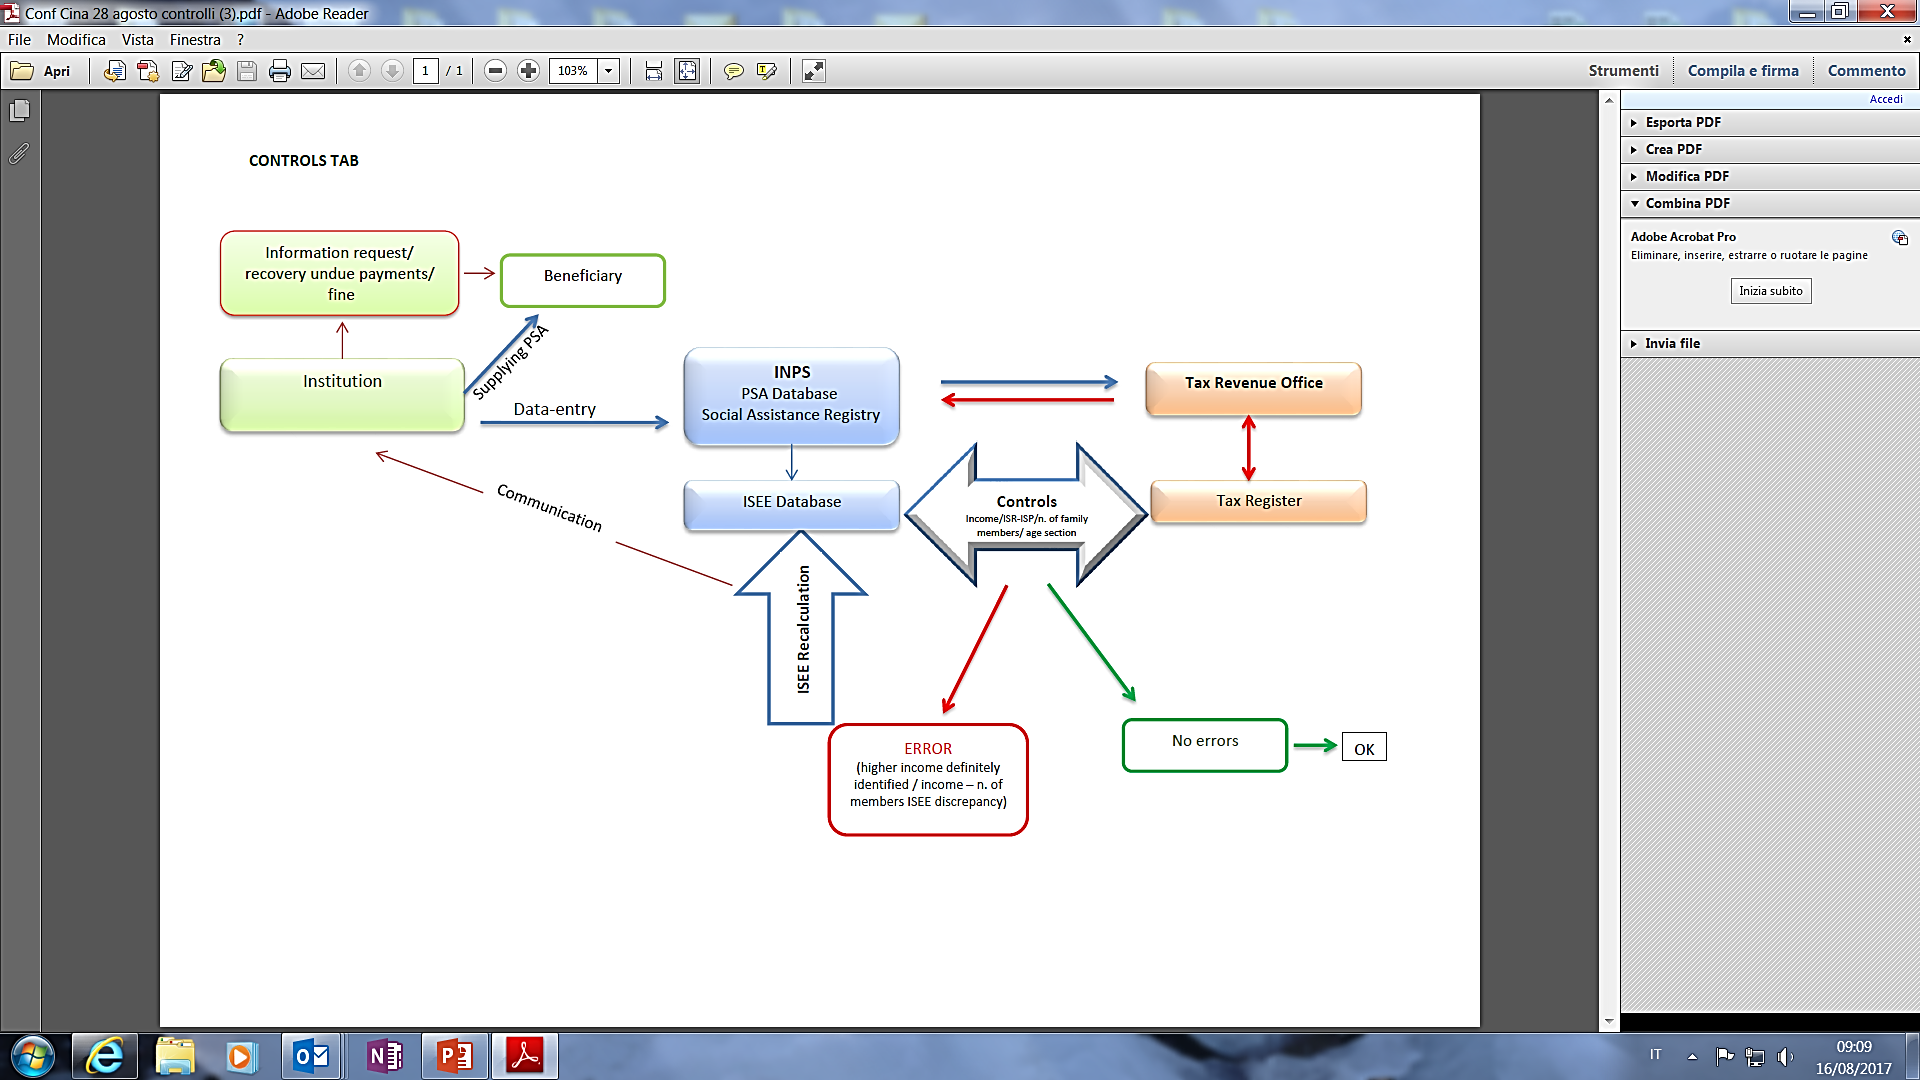 Conf Cina 28 agosto controlli (3).pdf - Adobe Reader
File Modifica Vista Finestra ?
Apri
1 / 1
103%
Strumenti Compila e firma Commento
Accedi
Esporta PDF
Crea PDF
Modifica PDF
Combina PDF
Adobe Acrobat Pro
Eliminare, inserire, estrarre o ruotare le pagine
Inizia subito
Invia file
CONTROLS TAB
Information request/
recovery undue payments/
fine
Beneficiary
Supplying PSA
Institution
Data-entry
INPS
PSA Database
Social Assistance Registry
Tax Revenue Office
Communication
ISEE Database
Controls
Income/ISR-ISP/n. of family
members/ age section
Tax Register
ISEE Recalculation
ERROR
(higher income definitely
identified / income – n. of
members ISEE discrepancy)
No errors
OK
IT
09:09
16/08/2017